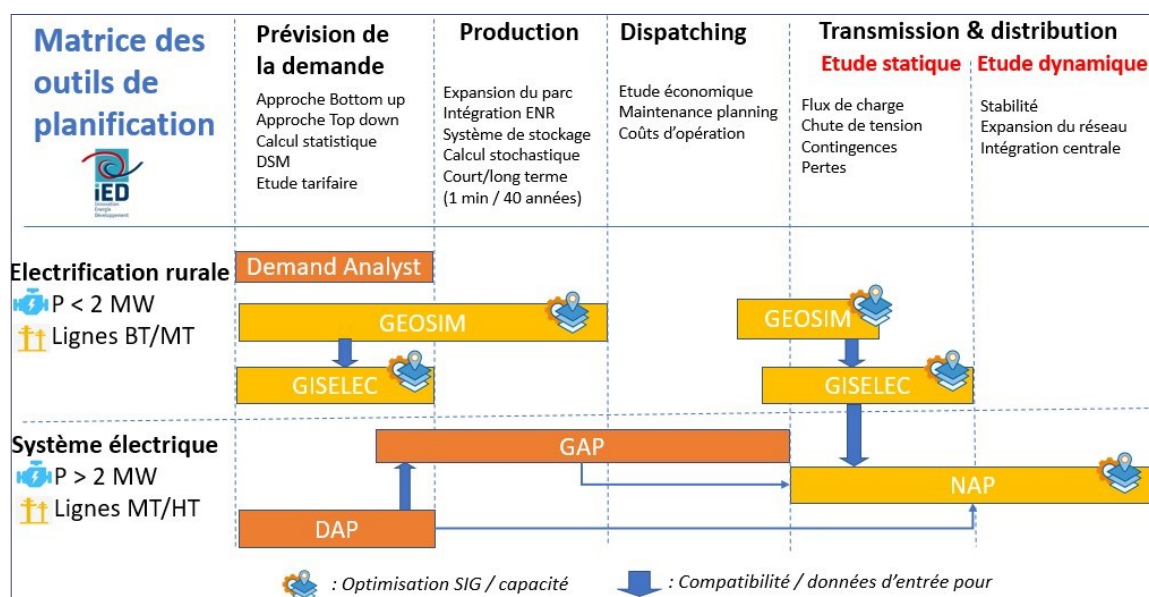 Matrice des
outils de
planification
iED
Innovation
Energie
Développement
Prévision de
la demande
Approche Bottom up
Approche Top down
Calcul statistique
DSM
Etude tarifaire
Production
Expansion du parc
Intégration ENR
Système de stockage
Calcul stochastique
Court/long terme
(1 min / 40 années)
Dispatching
Etude économique
Maintenance planning
Coûts d'opération
Transmission & distribution
Etude statique
Flux de charge
Chute de tension
Contingences
Pertes
Etude dynamique
Stabilité
Expansion du réseau
Intégration centrale
Electrification rurale
P < 2 MW
Lignes BT/MT
Demand Analyst
GEOSIM
GEOSIM
GISELEC
GISELEC
Système électrique
P > 2 MW
Lignes MT/HT
GAP
NAP
DAP
: Optimisation SIG / capacité
: Compatibilité / données d'entrée pour